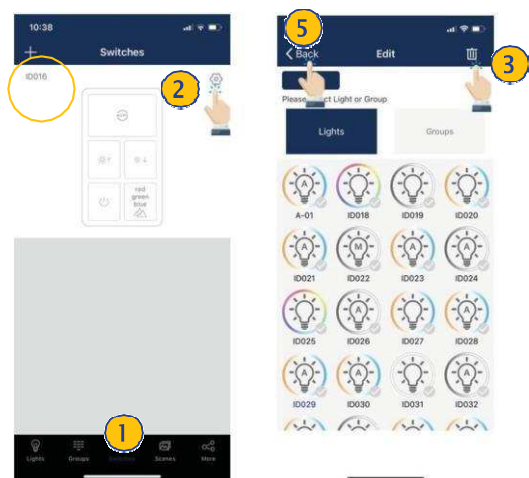 10:38
Switches
ID016
2
red
green
blue
1
Lights
Groups
Scenes
More
5
Back
Edit
3
Please
ct Light or Group
Lights
Groups
A-01 ID018 ID019 ID020
ID021 ID022 ID023 ID024
ID025 ID026 ID027 ID028
ID029 ID030 ID031 ID032